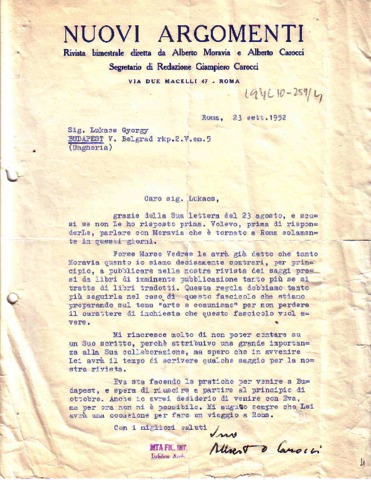 NUOVI ARGOMENTI
Rivista bimestrale diretta da Alberto Moravia e Alberto Carocci
Segretario di Redazione Giampiero Carocci
VIA DUE MACELLI 47 - ROMA
Roma, 23 sett.1952
Sig. Lukacs Gyorgy
BUDAPEST V. Belgrad rkp.2.V.em.5
(Ungheria)
Caro sig. Lukacs,
grazie della Sua lettera del 23 agosto, e scu-
si se non Le ho risposto prima. Volevo, prima di rispon-
derLe, parlare con Moravia che è tornato a Roma solamen-
te in questi giorni.
Forse Marco Vedras le avrà già detto che tanto
Moravia quanto io siamo decisamente contrari, per prin-
cipio, a pubblicare nella nostra rivista dei saggi pre-
si da libri di imminente pubblicazione tanto più se si
tratta di libri tradotti. Questa regola dobbiamo tanto
più seguirla nel caso di questo fascicolo che stiamo
preparando sul tema "arte e comunismo" per non perdere
il carattere di inchiesta che questo fascicolo vuol a-
vere.
Mi rincresce molto di non poter contare su
un Suo scritto, perchè attribuivo una grande importan-
za alla Sua collaborazione, ma spero che in avvenire
Lei avrà il tempo di scrivere qualche saggio per la no-
stra rivista.
Eva sta facendo le pratiche per venire a Bu-
dapest, e spera di riuscire a partire al principio di
ottobre. Anche io avrei desiderio di venire con Eva,
ma per ora non mi è possibile. Mi auguro sempre che Lei
avrà una occasione per fare un viaggio a Roma.
Con i migliori saluti
Suo
Alberto Carocci
MTA FIL. INT.
Lukács Arch.